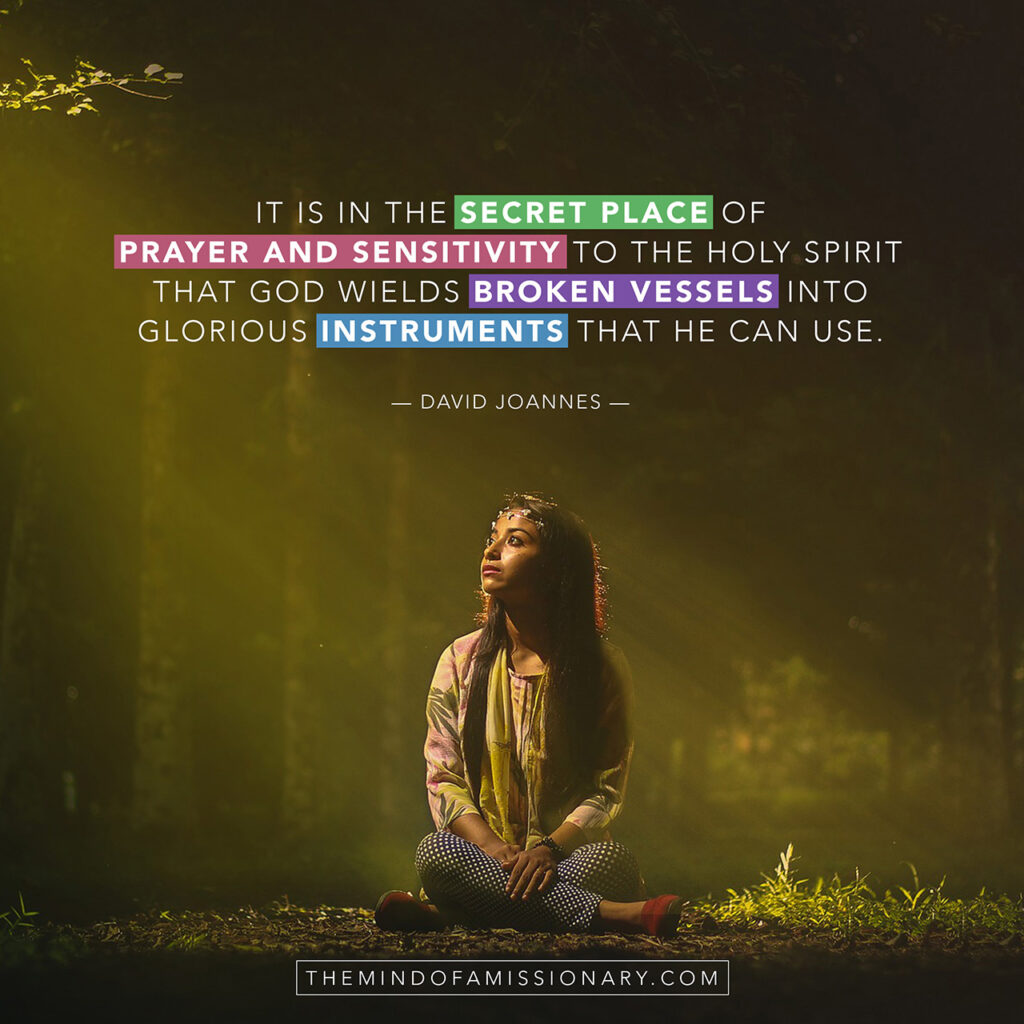 IT IS IN THE SECRET PLACE OF
PRAYER AND SENSITIVITY TO THE HOLY SPIRIT
THAT GOD WIELDS BROKEN VESSELS INTO
GLORIOUS INSTRUMENTS THAT HE CAN USE.
— DAVID JOANNES —
THEMINDOFAMISSIONARY.COM